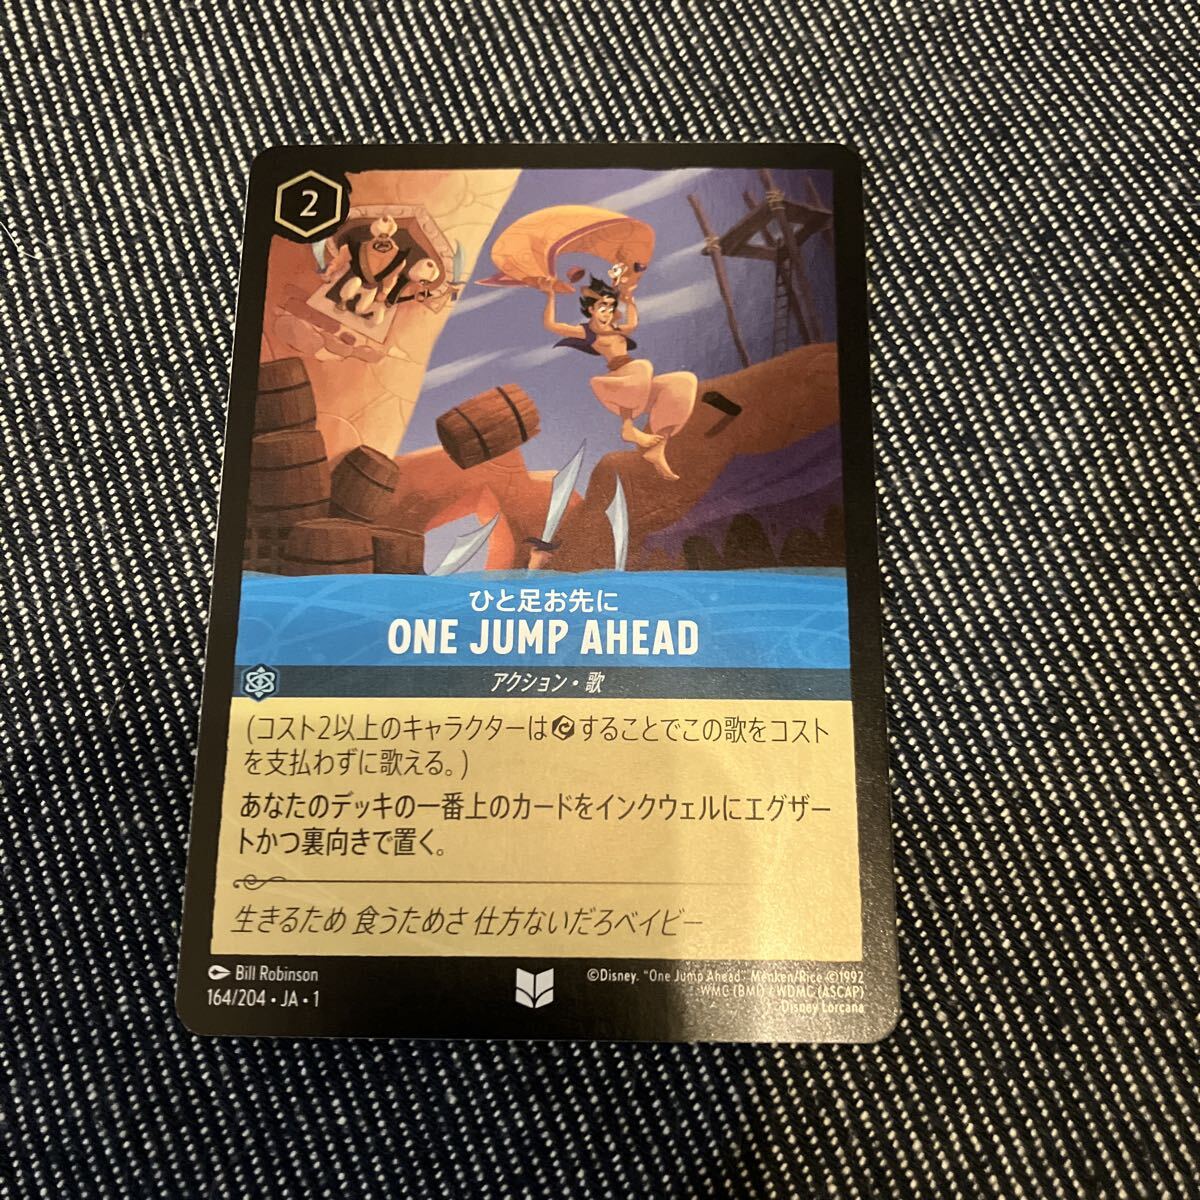 2
ひと足お先に
ONE JUMP AHEAD
アクション・歌
(コスト2以上のキャラクターはすることでこの歌をコスト
を支払わずに歌える。)
あなたのデッキの一番上のカードをインクウェルにエグザー
トかつ裏向きで置く。
生きるため 食うためさ 仕方ないだろベイビー
Bill Robinson
164/204・JA・1
©Disney. "One Jump Ahead" Menken/Rice ©1992
WMC (BMI) / WDMC (ASCAP)
Disney Lorcana